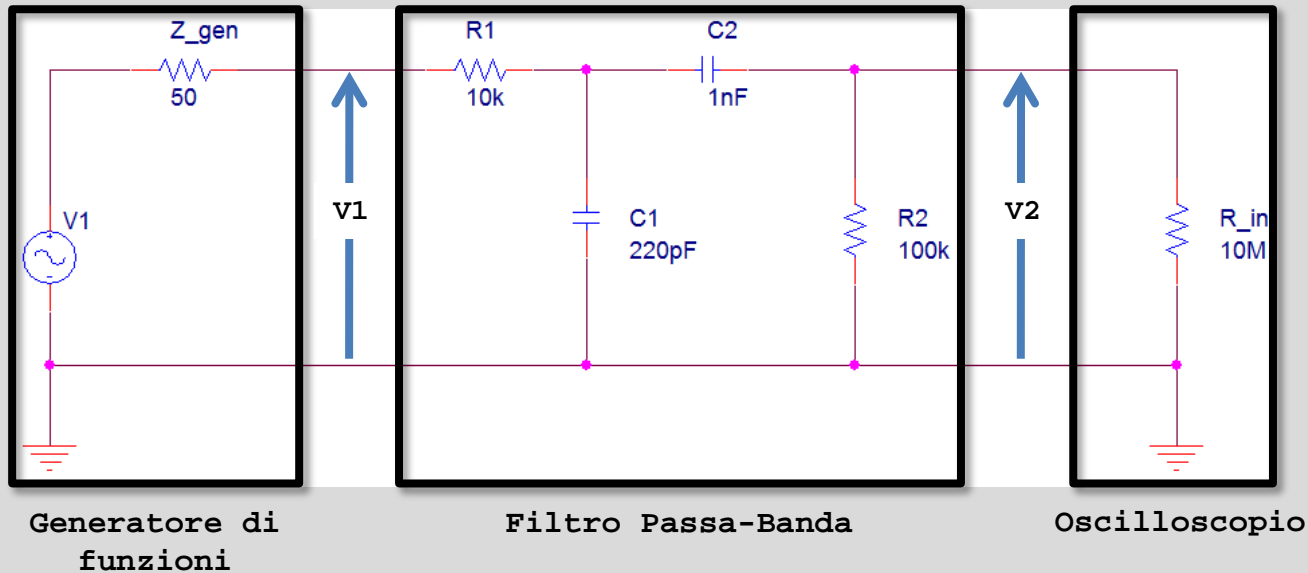 Z_gen
50
V1
V1
R1
10k
C2
1nF
C1
220pF
R2
100k
V2
R_in
10M
Generatore di
funzioni
Filtro Passa-Banda
Oscilloscopio